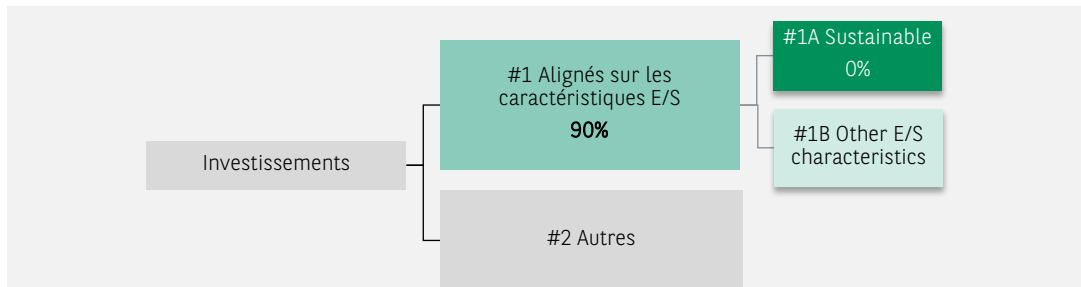 Investissements
#1 Alignés sur les
caractéristiques E/S
90%
#2 Autres
#1A Sustainable
0%
#1B Other E/S
characteristics